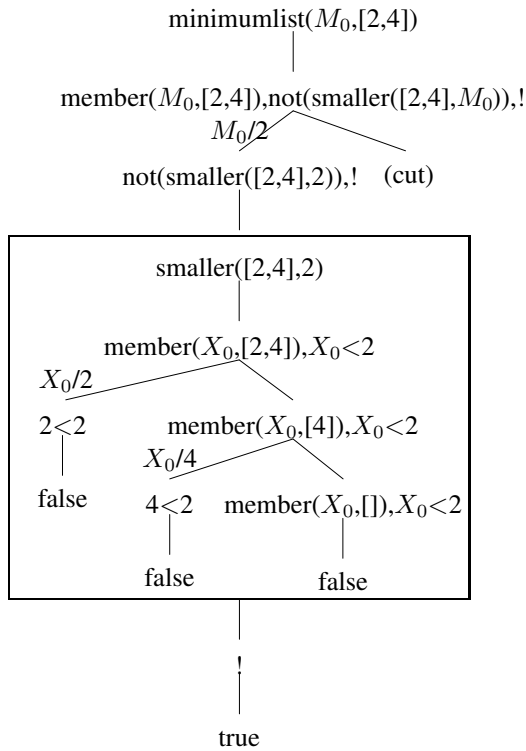 minimumlist(M₀,[2,4])
member(M₀,[2,4]),not(smaller([2,4],M₀)),!
M₀/2
not(smaller([2,4],2)),! (cut)
smaller([2,4],2)
member(X₀,[2,4]),X₀<2
X₀/2
2<2 member(X₀,[4]),X₀<2
X₀/4
false 4<2 member(X₀,[]),X₀<2
false false
!
true